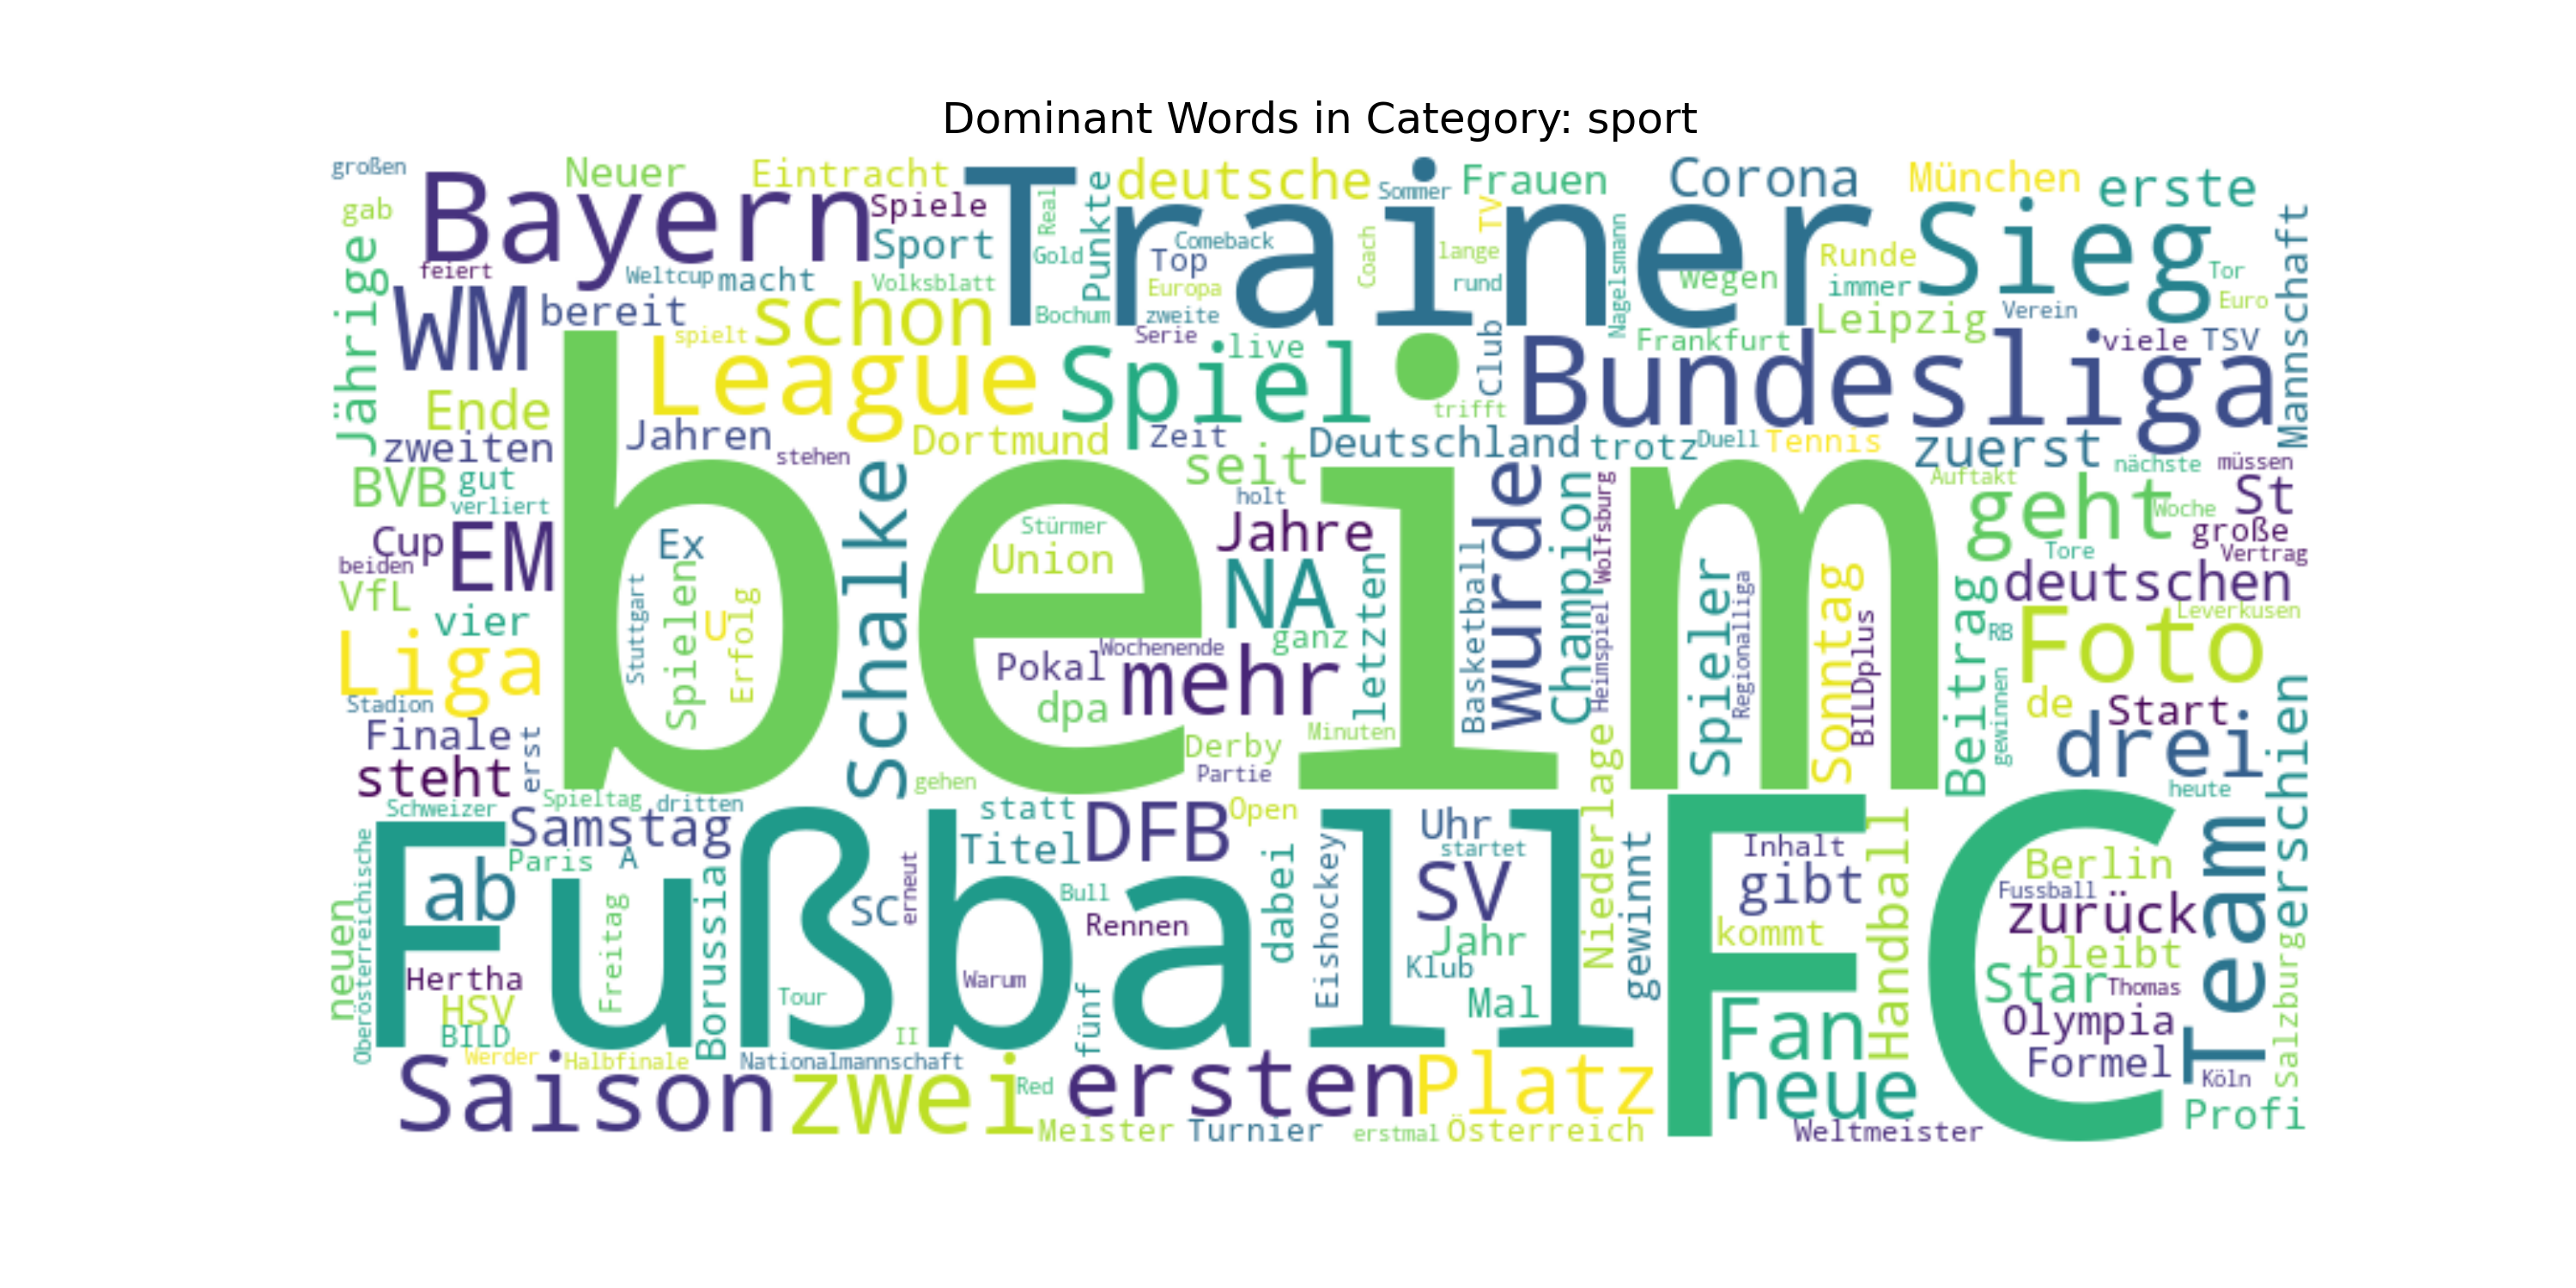 Dominant Words in Category: sport
großen
Neuer
Eintracht
Trainer
deutsche
Sommer
Frauen
Corona
München
erste
gab
Bayern
Spiele
Sport
Real
Punkte
Gold
Comeback
Top
Europa
zweite
Coach
TV
lange
rund
Nagelsmann
Wegen
Runde
immer
Sieg
Tor
Euro
Mannschaft
Jährige
feiert
Weltcup
macht
Volksblatt
Bochum
Serie
Leipzig
Verein
WM
bereit
schon
spielt
League
Spiel
live
Club
trifft
Frankfurt
Bundesliga
viele
TSV
Ende
zweiten
Jahren
stehen
Dortmund
Zeit
seit
Deutschland
trotz
Duell
Tennis
zuerst
nächste
müssen
Auftakt
BVB
gut
verliert
beim
holt
geht
Woche
St
große
Vertrag
Tore
Cup
beiden
EM
Ex
Schalke
Stürmer
Union
Jahre
NA
letzten
Basketball
wurde
Champion
Wolfsburg
Heimspiel
Spieler
Regionalliga
Sonntag
BILDplus
deutschen
Leverkusen
VfL
vier
Stuttgart
Spielen
U
Erfolg
Wochenende
ganz
Pokal
mehr
dpa
Minuten
Beitrag
RB
gewinnen
Foto
de
Start
Liga
Stadion
Finale
erst
steht
Derby
Partie
gehen
Niederlage
drei
erschien
heute
Schweizer
Spieltag
dritten
Samstag
Paris
A
statt
Titel
DFB
Open
Uhr
startet
Inhalt
gibt
Handball
FC
Berlin
Fussball
zurück
bleibt
Team
Oberösterreichische
neuen
Fußball
ab
Freitag
Borussia
SC
erneut
Bull
Rennen
dabei
Eishockey
SV
Jahr
Klub
Mal
gewinnt
kommt
Star
Thomas
Olympia
Formel
Salzburg
Hertha
HSV
BILD
Tour
Warum
II
fünf
Fan
neue
Köln
Profi
Werder
Halbfinale
Nationalmannschaft
Saison
zwei
Red
ersten
Platz
Meister
Turnier
erstmal
Österreich
Weltmeister